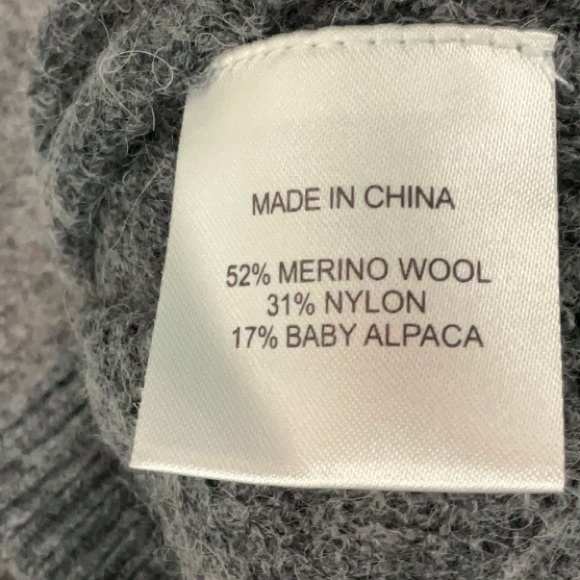 MADE IN CHINA
52% MERINO WOOL
31% NYLON
17% BABY ALPACA